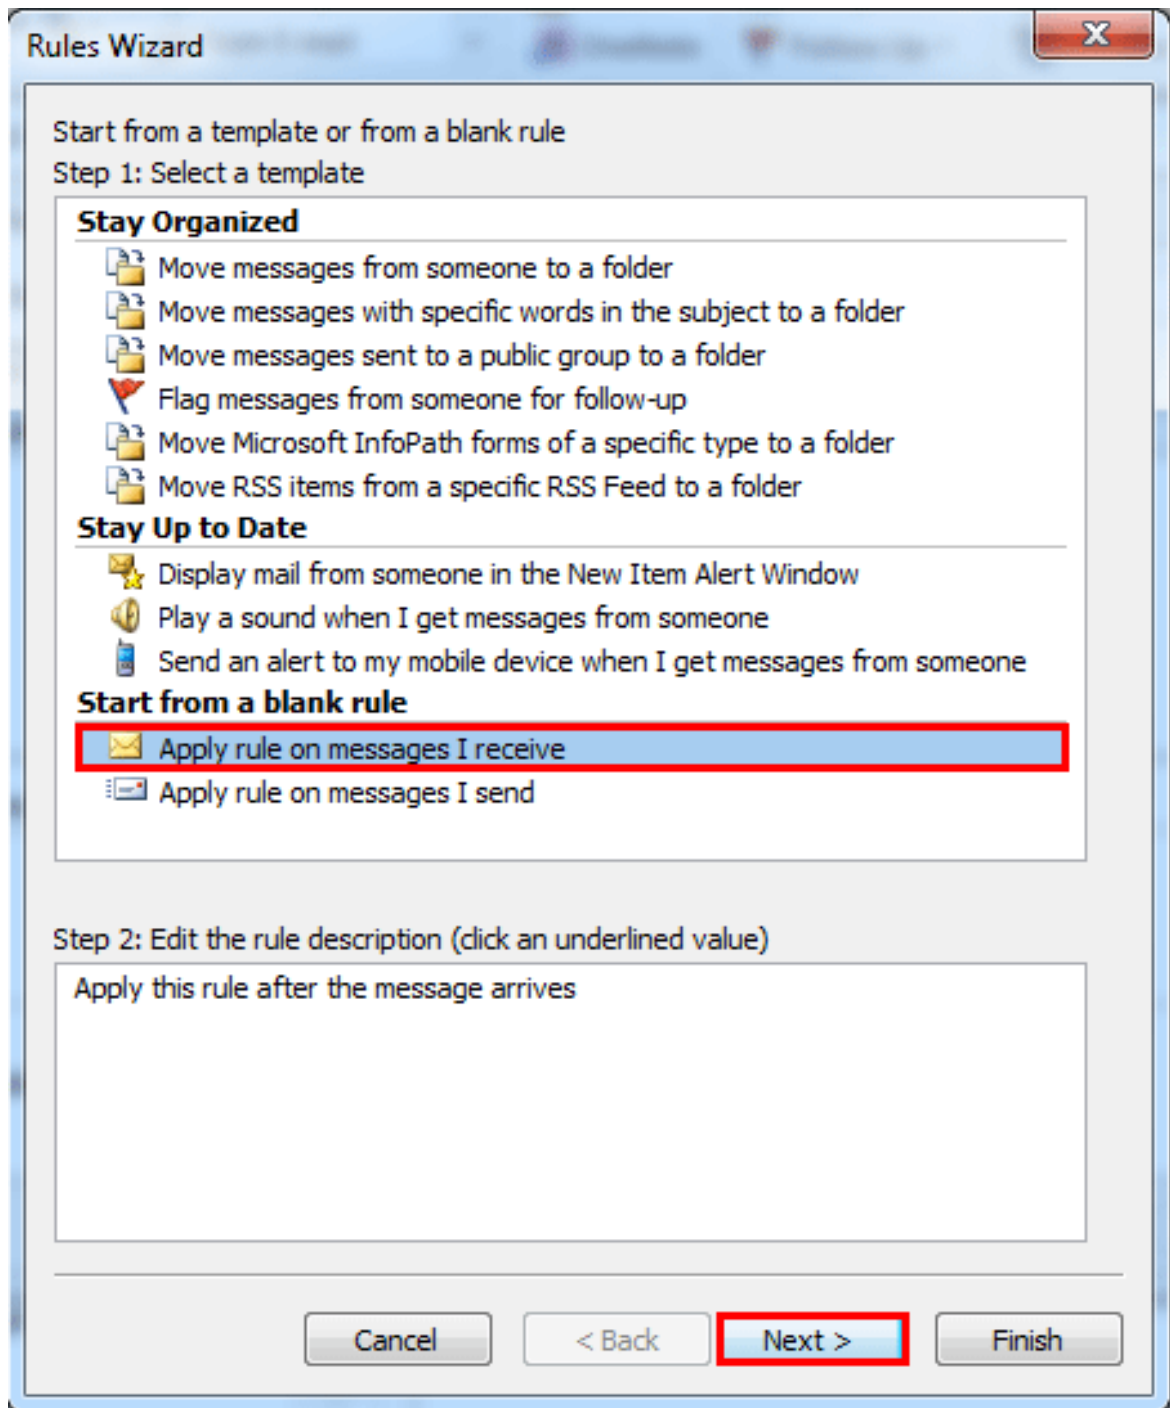 Rules Wizard
Start from a template or from a blank rule
Step 1: Select a template
Stay Organized
Move messages from someone to a folder
Move messages with specific words in the subject to a folder
Move messages sent to a public group to a folder
Flag messages from someone for follow-up
Move Microsoft InfoPath forms of a specific type to a folder
Move RSS items from a specific RSS Feed to a folder
Stay Up to Date
Display mail from someone in the New Item Alert Window
Play a sound when I get messages from someone
Send an alert to my mobile device when I get messages from someone
Start from a blank rule
Apply rule on messages I receive
Apply rule on messages I send
Step 2: Edit the rule description (click an underlined value)
Apply this rule after the message arrives
Cancel < Back Next > Finish